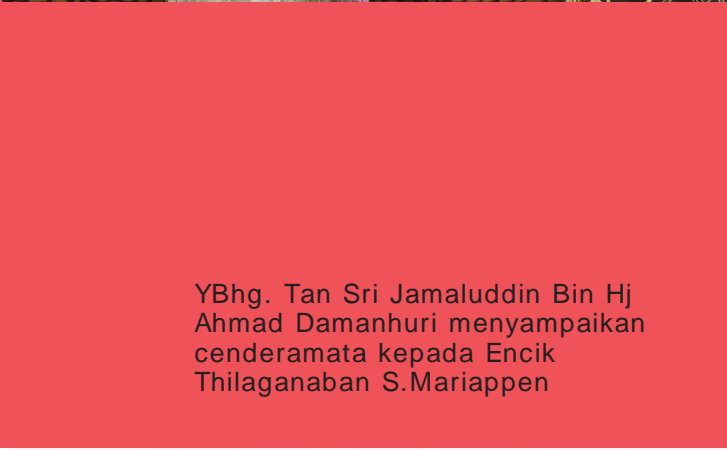 YBhg. Tan Sri Jamaluddin Bin Hj
Ahmad Damanhuri menyampaikan
cenderamata kepada Encik
Thilaganaban S.Mariappen